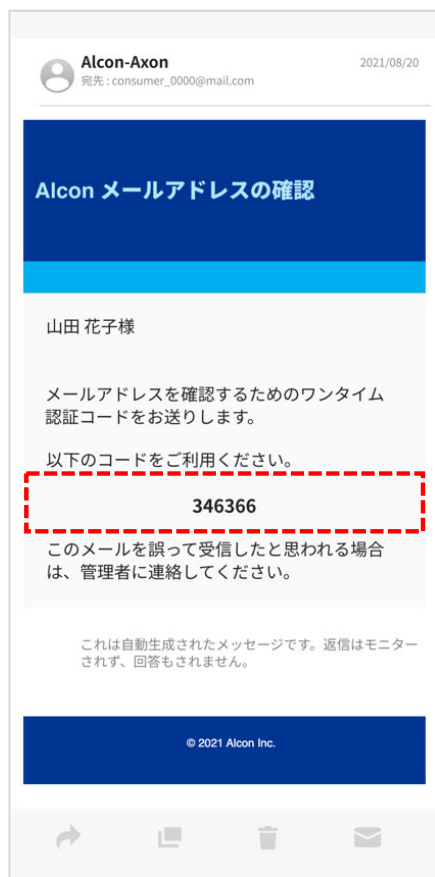 Alcon-Axon
2021/08/20
宛先 : consumer_0000@mail.com
Alcon メールアドレスの確認
山田 花子様
メールアドレスを確認するためのワンタイム
認証コードをお送りします。
以下のコードをご利用ください。
346366
このメールを誤って受信したと思われる場合
は、管理者に連絡してください。
これは自動生成されたメッセージです。返信はモニター
されず、回答もされません。
© 2021 Alcon Inc.